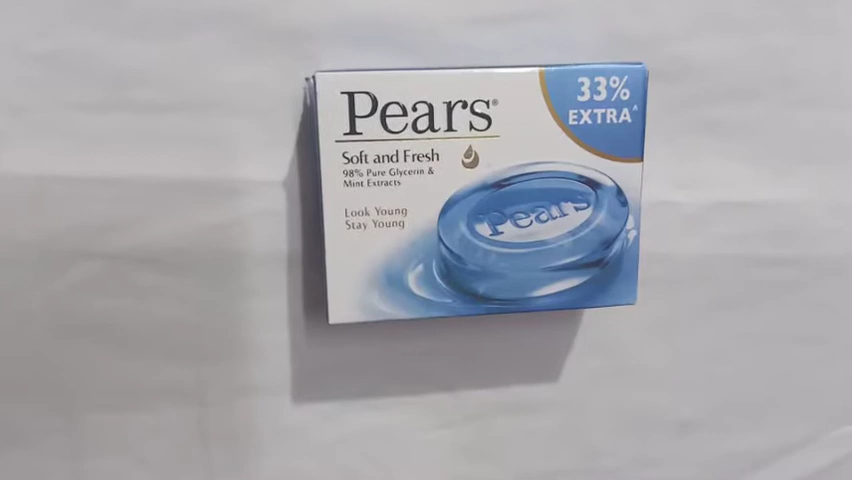 Pears®
33%
EXTRA^
Soft and Fresh
98% Pure Glycerin &
Mint Extracts
Look Young
Stay Young
Pears